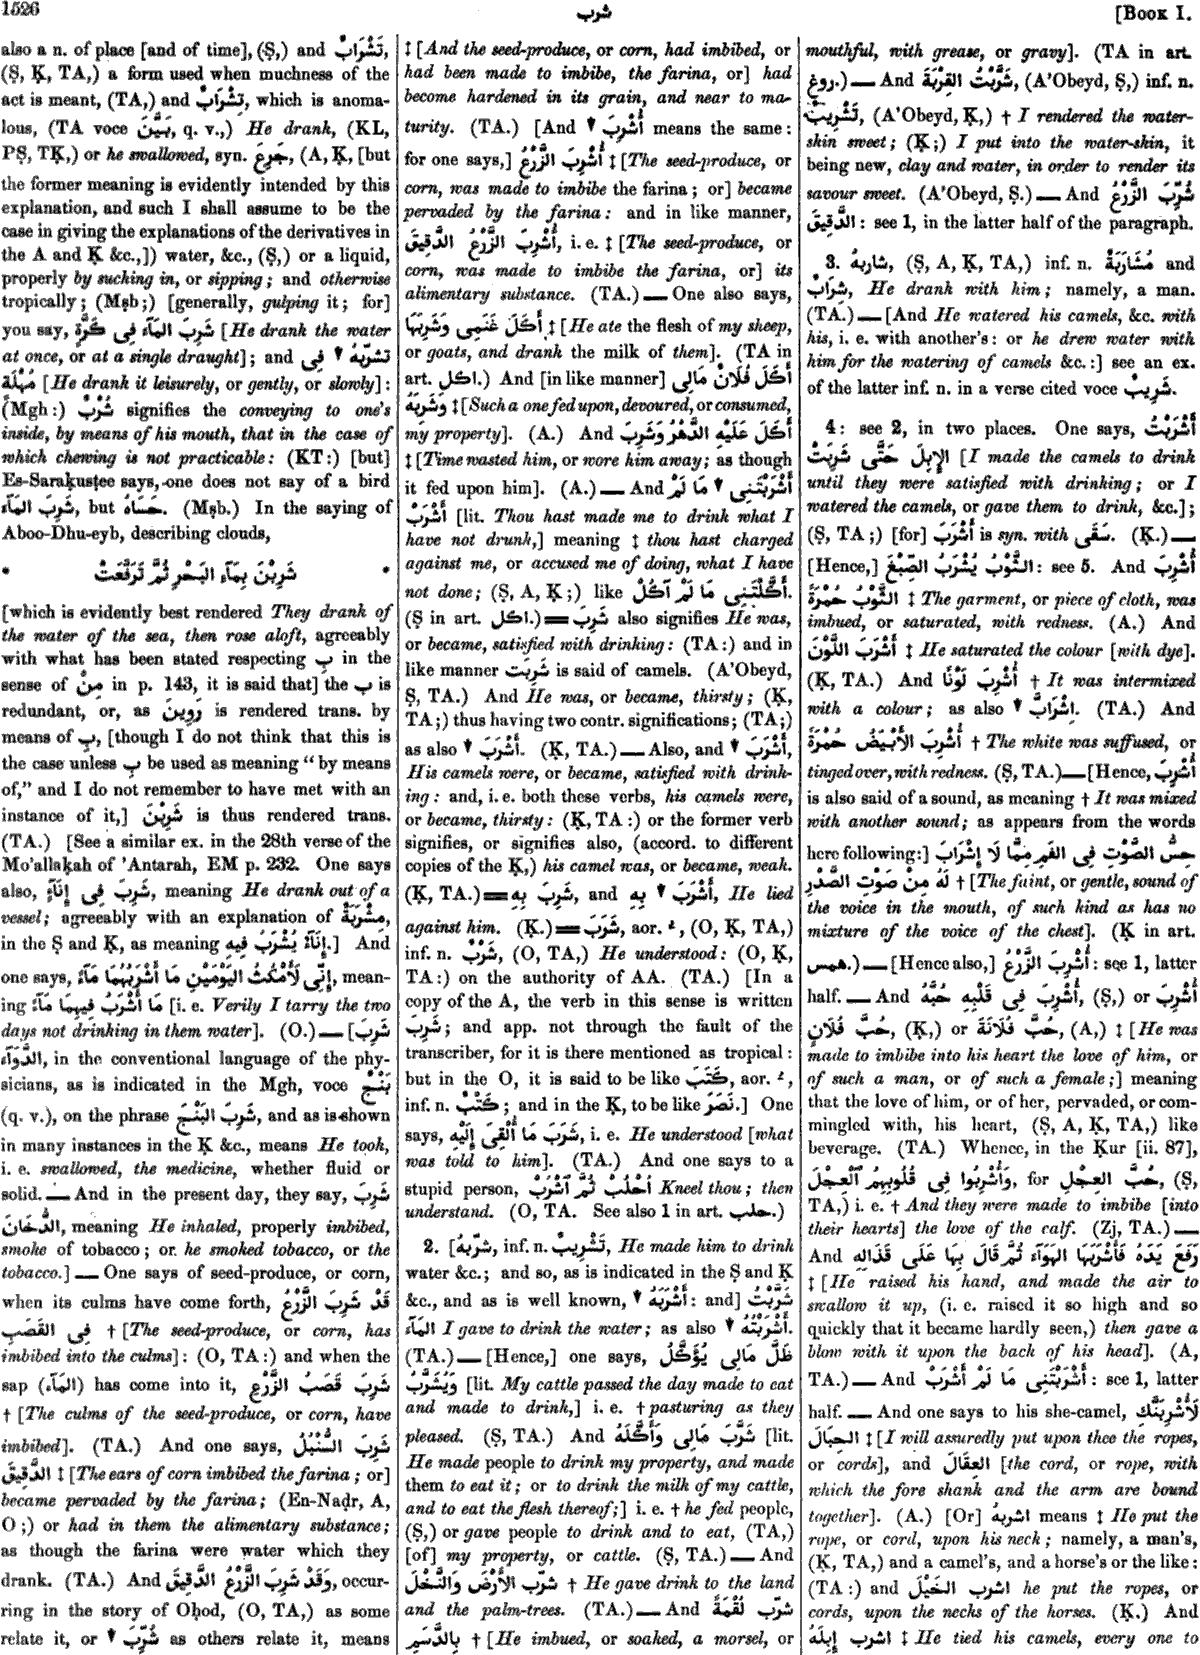 1526
شرب
[Book I.
also a n. of place [and of time], (Ṣ,) and تَشْرَابٌ,
(Ṣ, Ḳ, TA,) a form used when muchness of the
act is meant, (TA,) and تِشْرَابٌ, which is anoma-
lous, (TA voce بَيَّنَ, q. v.,) He drank, (KL,
PṢ, TḲ,) or he swallowed, syn. جَرِعَ, (A, Ḳ, [but
the former meaning is evidently intended by this
explanation, and such I shall assume to be the
case in giving the explanations of the derivatives in
the A and Ḳ &c.,]) water, &c., (Ṣ,) or a liquid,
properly by sucking in, or sipping; and otherwise
tropically; (Mṣb;) [generally, gulping it; for]
you say, شَرِبَ المَآءَ فِى كَرَّةٍ [He drank the water
at once, or at a single draught]; and تشرّبهُ ▼ فِى
مُهْلَة [He drank it leisurely, or gently, or slowly]:
(Mgh:) شُرْبٌ signifies the conveying to one's
inside, by means of his mouth, that in the case of
which chewing is not practicable: (KT:) [but]
Es-Saraḳusṭee says, one does not say of a bird
شَرِبَ المَآءَ, but حَسَاهُ. (Mṣb.) In the saying of
Aboo-Dhu-eyb, describing clouds,
* شَرِبْنَ بِمَآءِ البَحْرِ ثُمَّ تَرَفَّعَتْ *
[which is evidently best rendered They drank of
the water of the sea, then rose aloft, agreeably
with what has been stated respecting بِ in the
sense of مِنْ in p. 143, it is said that] the ب is
redundant, or, as رَوِينَ is rendered trans. by
means of بِ, [though I do not think that this is
the case unless بِ be used as meaning "by means
of," and I do not remember to have met with an
instance of it,] شَرِبْنَ is thus rendered trans.
(TA.) [See a similar ex. in the 28th verse of the
Mo'allaḳah of 'Antarah, EM p. 232. One says
also, شَرِبَ فِى إِنَآءٍ, meaning He drank out of a
vessel; agreeably with an explanation of مِشْرَبَةٌ,
in the Ṣ and Ḳ, as meaning إِنَآءٌ يُشْرَبُ فِيهِ.] And
one says, إِنِّى لَأَمْكُثُ اليَوْمَيْنِ مَا أَشْرَبُهُمَا مَآءً, mean-
ing مَا أَشْرَبُ فِيهِمَا مَآءً [i. e. Verily I tarry the two
days not drinking in them water]. (O.) — [شَرِبَ
الدَّوَآءَ, in the conventional language of the phy-
sicians, as is indicated in the Mgh, voce بَنْجٌ
(q. v.), on the phrase شَرِبَ البَنْجَ, and as is shown
in many instances in the Ḳ &c., means He took,
i. e. swallowed, the medicine, whether fluid or
solid. — And in the present day, they say, شَرِبَ
الدُّخَانَ, meaning He inhaled, properly imbibed,
smoke of tobacco; or he smoked tobacco, or the
tobacco.] — One says of seed-produce, or corn,
when its culms have come forth, قَدْ شَرِبَ الزَّرْعُ
فِى القَصَبِ † [The seed-produce, or corn, has
imbibed into the culms]: (O, TA:) and when the
sap (المَآء) has come into it, شَرِبَ قَصَبُ الزَّرْعِ
† [The culms of the seed-produce, or corn, have
imbibed]. (TA.) And one says, شَرِبَ السُّنْبُلُ
الدَّقِيقَ ‡ [The ears of corn imbibed the farina; or]
became pervaded by the farina; (En-Naḍr, A,
O;) or had in them the alimentary substance;
as though the farina were water which they
drank. (TA.) And وَقَدْ شَرِبَ الزَّرْعُ الدَّقِيقَ, occur-
ring in the story of Oḥod, (O, TA,) as some
relate it, or شُرِّبَ ▼ as others relate it, means
‡ [And the seed-produce, or corn, had imbibed, or
had been made to imbibe, the farina, or] had
become hardened in its grain, and near to ma-
turity. (TA.) [And أُشْرِبَ ▼ means the same:
for one says,] أُشْرِبَ الزَّرْعُ ‡ [The seed-produce, or
corn, was made to imbibe the farina; or] became
pervaded by the farina: and in like manner,
أُشْرِبَ الزَّرْعُ الدَّقِيقَ, i. e. ‡ [The seed-produce, or
corn, was made to imbibe the farina, or] its
alimentary substance. (TA.) — One also says,
أَكَلَ غَنَمِى وَشَرِبَهَا ‡ [He ate the flesh of my sheep,
or goats, and drank the milk of them]. (TA in
art. اكل.) And [in like manner] أَكَلَ فُلَانٌ مَالِى
وَشَرِبَهُ ‡ [Such a one fed upon, devoured, or consumed,
my property]. (A.) And أَكَلَ عَلَيْهِ الدَّهْرُ وَشَرِبَ
‡ [Time wasted him, or wore him away; as though
it fed upon him]. (A.) — And أَشْرَبْتَنِى ▼ مَا لَمْ
أَشْرَبْ [lit. Thou hast made me to drink what I
have not drunk,] meaning ‡ thou hast charged
against me, or accused me of doing, what I have
not done; (Ṣ, A, Ḳ;) like أَكَّلْتَنِى مَا لَمْ آكُلْ.
(Ṣ in art. اكل.) = شَرِبَ also signifies He was,
or became, satisfied with drinking: (TA:) and in
like manner شَرِبَت is said of camels. (A'Obeyd,
Ṣ, TA.) And He was, or became, thirsty; (Ḳ,
TA;) thus having two contr. significations; (TA;)
as also أَشْرَبَ ▼. (Ḳ, TA.) — Also, and أَشْرَبَ ▼,
His camels were, or became, satisfied with drink-
ing: and, i. e. both these verbs, his camels were,
or became, thirsty: (Ḳ, TA:) or the former verb
signifies, or signifies also, (accord. to different
copies of the Ḳ,) his camel was, or became, weak.
(Ḳ, TA.) = شَرِبَ بِهِ, and أَشْرَبَ ▼ بِهِ, He lied
against him. (Ḳ.) = شَرَبَ, aor. ـُ, (O, Ḳ, TA,)
inf. n. شَرْبٌ, (O, TA,) He understood: (O, Ḳ,
TA:) on the authority of AA. (TA.) [In a
copy of the A, the verb in this sense is written
شَرِبَ; and app. not through the fault of the
transcriber, for it is there mentioned as tropical:
but in the O, it is said to be like كَتَبَ, aor. ـُ,
inf. n. كَتْبٌ; and in the Ḳ, to be like نَصَرَ.] One
says, شَرَبَ مَا أُلْقِىَ إِلَيْهِ, i. e. He understood [what
was told to him]. (TA.) And one says to a
stupid person, اُحْلُبْ ثُمَّ ٱشْرُبْ Kneel thou; then
understand. (O, TA. See also 1 in art. حلب.)
2. [شرّبهُ, inf. n. تَشْرِيبٌ, He made him to drink
water &c.; and so, as is indicated in the Ṣ and Ḳ
&c., and as is well known, أَشْرَبَهُ ▼: and] شَرَّبْتُ
المَآءَ I gave to drink the water; as also أَشْرَبْتُهُ ▼.
(TA.) — [Hence,] one says, ظَلَّ مَالِى يُؤَكَّلُ
وَيُشَرَّبُ [lit. My cattle passed the day made to eat
and made to drink,] i. e. † pasturing as they
pleased. (Ṣ, TA.) And شَرَّبَ مَالِى وَأَكَّلَهُ [lit.
He made people to drink my property, and made
them to eat it; or to drink the milk of my cattle,
and to eat the flesh thereof;] i. e. † he fed people,
(Ṣ,) or gave people to drink and to eat, (TA,)
[of] my property, or cattle. (Ṣ, TA.) — And
شرّب الأَرْضَ وَالنَّخْلَ † He gave drink to the land
and the palm-trees. (TA.) — And شرّب لُقْمَةً
بِالدَّسَمِ † [He imbued, or soaked, a morsel, or
mouthful, with grease, or gravy]. (TA in art.
روغ.) — And شَرَّبْتُ القِرْبَةَ, (A'Obeyd, Ṣ,) inf. n.
تَشْرِيبٌ, (A'Obeyd, Ḳ,) † I rendered the water-
skin sweet; (Ḳ;) I put into the water-skin, it
being new, clay and water, in order to render its
savour sweet. (A'Obeyd, Ṣ.) — And شُرِّبَ الزَّرْعُ
الدَّقِيقَ: see 1, in the latter half of the paragraph.
3. شاربهُ, (Ṣ, A, Ḳ, TA,) inf. n. مُشَارَبَةٌ and
شِرَابٌ, He drank with him; namely, a man.
(TA.) — [And He watered his camels, &c. with
his, i. e. with another's: or he drew water with
him for the watering of camels &c.:] see an ex.
of the latter inf. n. in a verse cited voce شَرِيبٌ.
4: see 2, in two places. One says, أَشْرَبْتُ
الإِبِلَ حَتَّى شَرِبَتْ [I made the camels to drink
until they were satisfied with drinking; or I
watered the camels, or gave them to drink, &c.];
(Ṣ, TA;) [for] أَشْرَبَ is syn. with سَقَى. (Ḳ.) —
[Hence,] الثَّوْبُ يُشْرَبُ الصِّبْغَ: see 5. And أُشْرِبَ
الثَّوْبُ حُمْرَةً ‡ The garment, or piece of cloth, was
imbued, or saturated, with redness. (A.) And
أَشْرَبَ اللَّوْنَ ‡ He saturated the colour [with dye].
(Ḳ, TA.) And أُشْرِبَ لَوْنًا † It was intermixed
with a colour; as also اِشْرَابَّ ▼. (TA.) And
أُشْرِبَ الأَبْيَضُ حُمْرَةً † The white was suffused, or
tinged over, with redness. (Ṣ, TA.) — [Hence, أُشْرِبَ
is also said of a sound, as meaning † It was mixed
with another sound; as appears from the words
here following:] حِسُّ الصَّوْتِ فِى الفَمِ مِمَّا لَا إِشْرَابَ
لَهُ مِنْ صَوْتِ الصَّدْرِ † [The faint, or gentle, sound of
the voice in the mouth, of such kind as has no
mixture of the voice of the chest]. (Ḳ in art.
همس.) — [Hence also,] أُشْرِبَ الزَّرْعُ: see 1, latter
half. — And أُشْرِبَ فِى قَلْبِهِ حُبَّهُ, (Ṣ,) or أُشْرِبَ
حُبَّ فُلَانٍ, (Ḳ,) or حُبَّ فُلَانَةَ, (A,) ‡ [He was
made to imbibe into his heart the love of him, or
of such a man, or of such a female;] meaning
that the love of him, or of her, pervaded, or com-
mingled with, his heart, (Ṣ, A, Ḳ, TA,) like
beverage. (TA.) Whence, in the Ḳur [ii. 87],
وَأُشْرِبُوا فِى قُلُوبِهِمُ ٱلْعِجْلَ, for حُبَّ العِجْلِ, (Ṣ,
TA,) i. e. † And they were made to imbibe [into
their hearts] the love of the calf. (Zj, TA.) —
And رَفَعَ يَدَهُ فَأَشْرَبَهَا الهَوَآءَ ثُمَّ قَالَ بِهَا عَلَى قَذَالِهِ
‡ [He raised his hand, and made the air to
swallow it up, (i. e. raised it so high and so
quickly that it became hardly seen,) then gave a
blow with it upon the back of his head]. (A,
TA.) — And أَشْرَبْتَنِى مَا لَمْ أَشْرَبْ: see 1, latter
half. — And one says to his she-camel, لَأُشْرِبَنَّكِ
الحِبَالَ ‡ [I will assuredly put upon thee the ropes,
or cords], and العِقَالَ [the cord, or rope, with
which the fore shank and the arm are bound
together]. (A.) [Or] اشربهُ means ‡ He put the
rope, or cord, upon his neck; namely, a man's,
(Ḳ, TA,) and a camel's, and a horse's or the like:
(TA:) and اشرب الخَيْلَ he put the ropes, or
cords, upon the necks of the horses. (Ḳ.) And
اشرب إِبِلَهُ ‡ He tied his camels, every one to